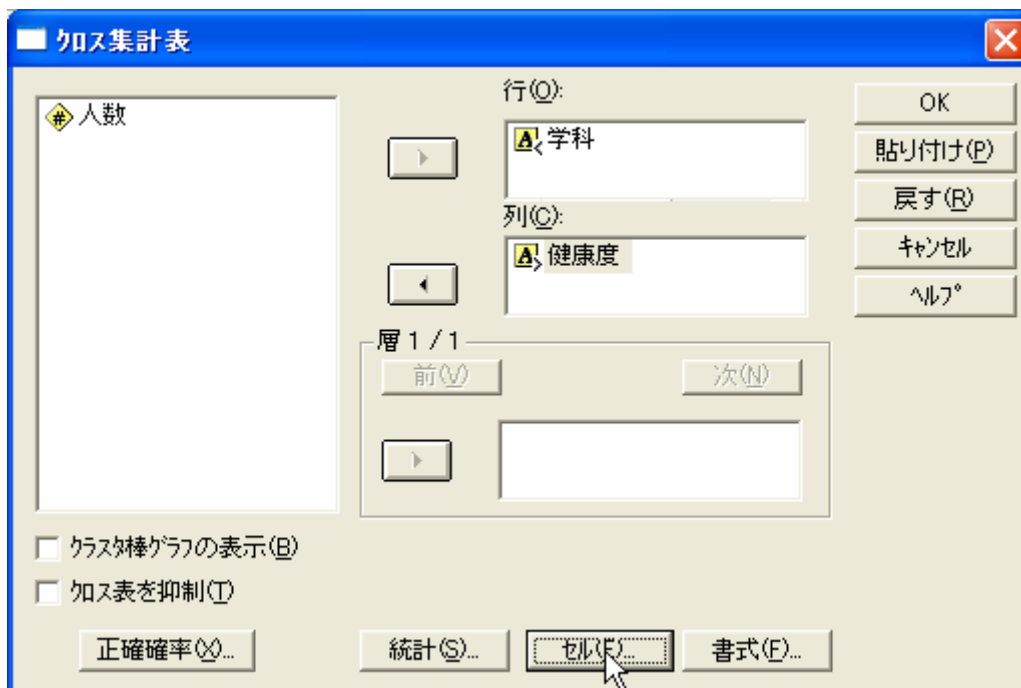 クロス集計表
人数
行(O):
学科
列(C):
健康度
層1/1
前(V)
次(N)
OK
貼り付け(P)
戻す(R)
キャンセル
ヘルプ
クラスタ棒グラフの表示(B)
クロス表を抑制(T)
正確確率(X)...
統計(S)...
セル(E)...
書式(F)...